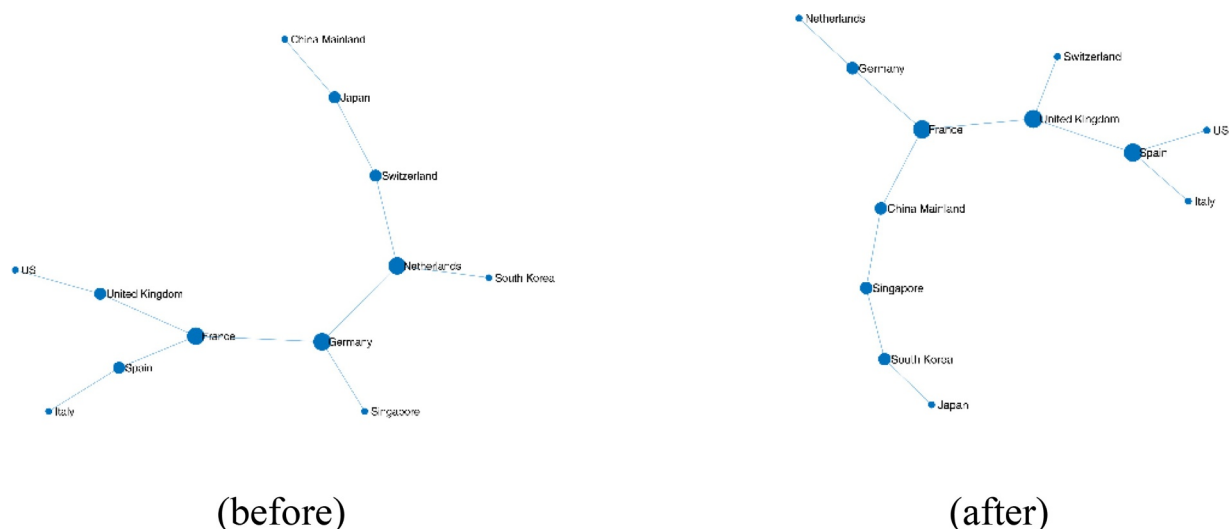 China Mainland
Japan
Switzerland
Netherlands
South Korea
US
United Kingdom
France
Germany
Spain
Italy
Singapore
(before)
Netherlands
Germany
Switzerland
France
United Kingdom
US
Spain
Italy
China Mainland
Singapore
South Korea
Japan
(after)